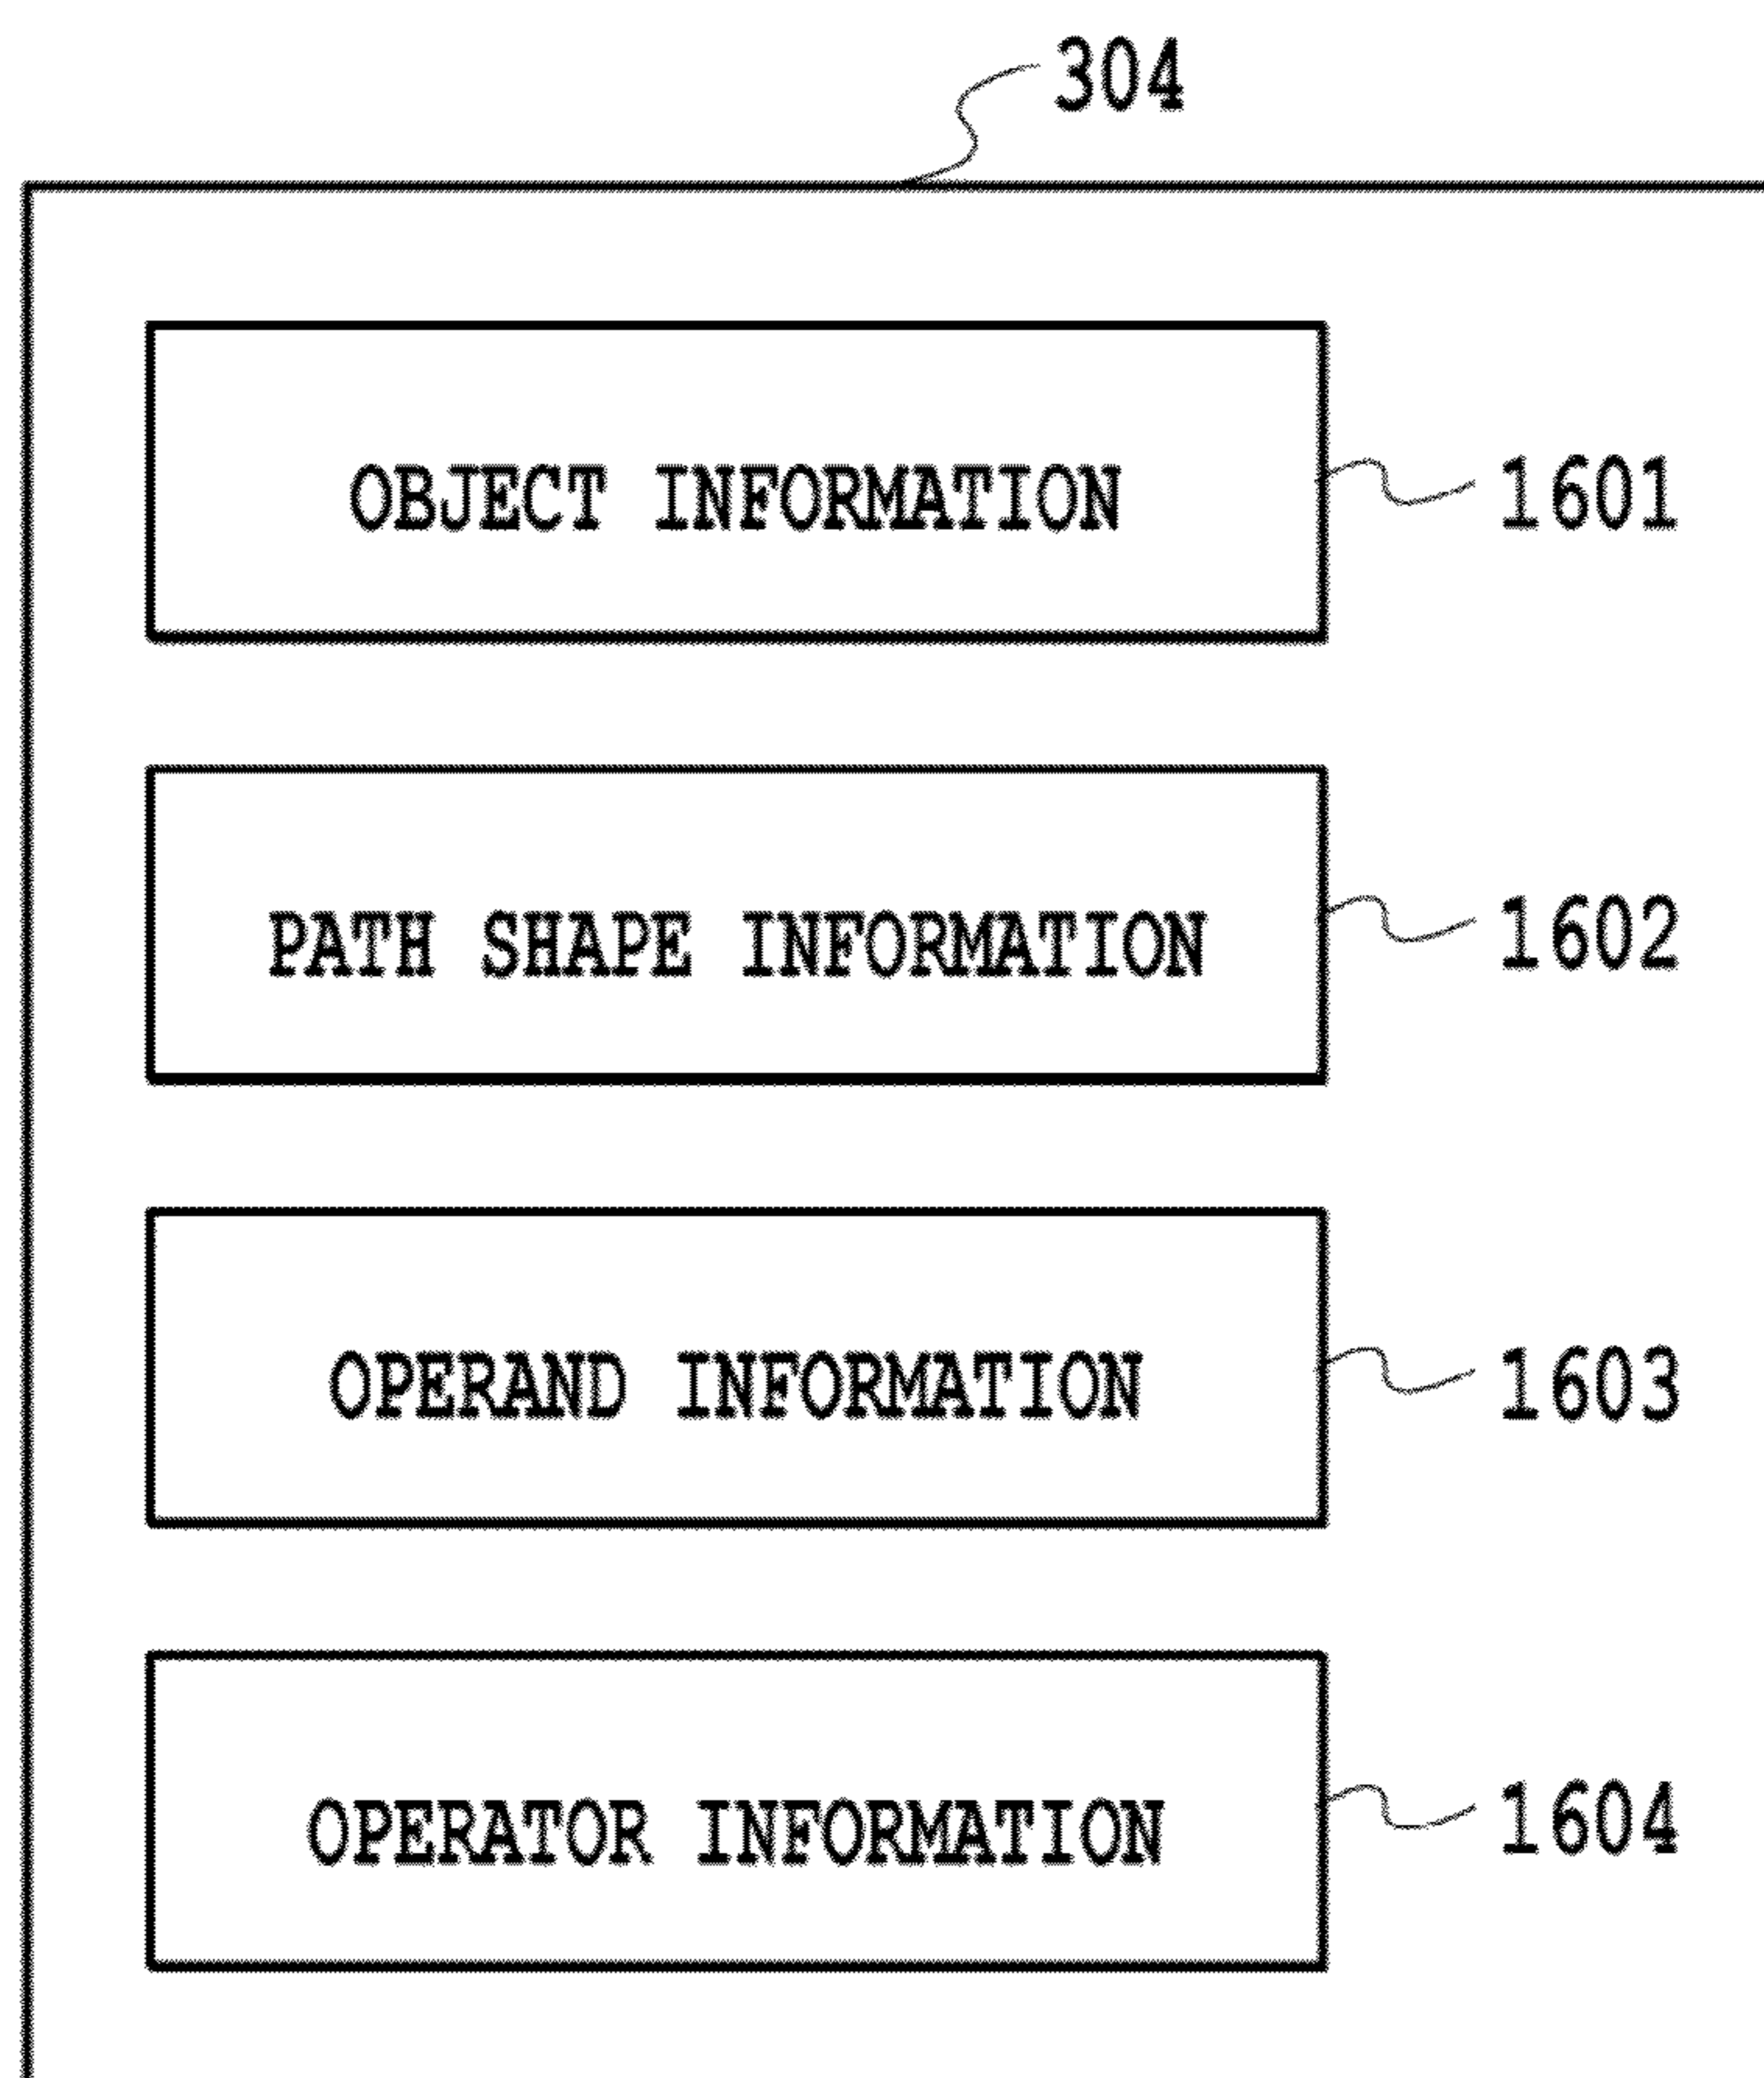 304
OBJECT INFORMATION
1601
PATH SHAPE INFORMATION
1602
OPERAND INFORMATION
1603
OPERATOR INFORMATION
1604